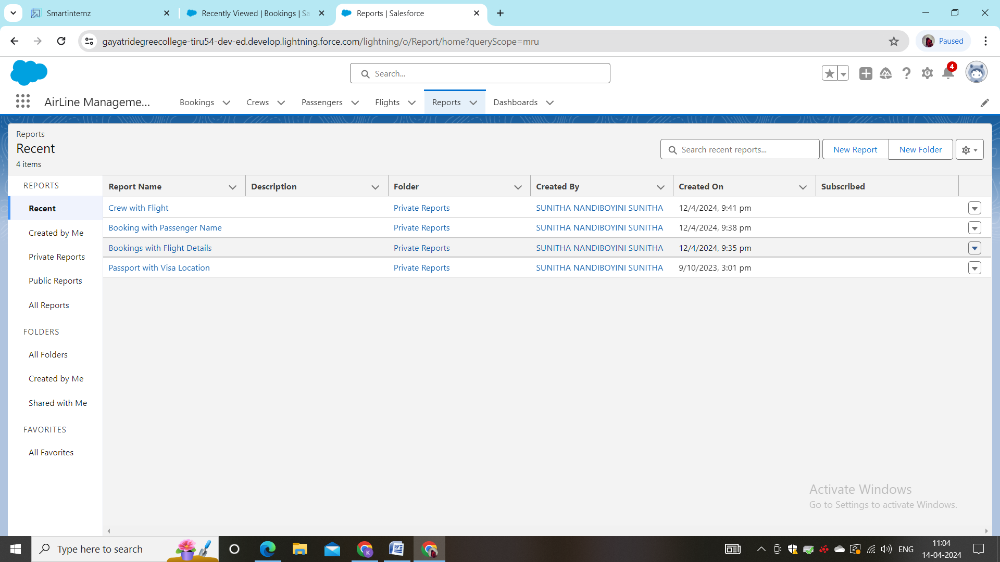 Smartinternz
Recently Viewed | Bookings | Sa
Reports | Salesforce
gayatridegreecollege-tiru54-dev-ed.develop.lightning.force.com/lightning/o/Report/home?queryScope=mru
Paused
Search...
4
AirLine Manageme...
Bookings
Crews
Passengers
Flights
Reports
Dashboards
Reports
Recent
4 items
Search recent reports...
New Report
New Folder
REPORTS
Recent
Created by Me
Private Reports
Public Reports
All Reports
FOLDERS
All Folders
Created by Me
Shared with Me
FAVORITES
All Favorites
Report Name Description Folder Created By Created On Subscribed
Crew with Flight Private Reports SUNITHA NANDIBOYINI SUNITHA 12/4/2024, 9:41 pm
Booking with Passenger Name Private Reports SUNITHA NANDIBOYINI SUNITHA 12/4/2024, 9:38 pm
Bookings with Flight Details Private Reports SUNITHA NANDIBOYINI SUNITHA 12/4/2024, 9:35 pm
Passport with Visa Location Private Reports SUNITHA NANDIBOYINI SUNITHA 9/10/2023, 3:01 pm
Activate Windows
Go to Settings to activate Windows.
Type here to search
K
W
ENG
11:04
14-04-2024